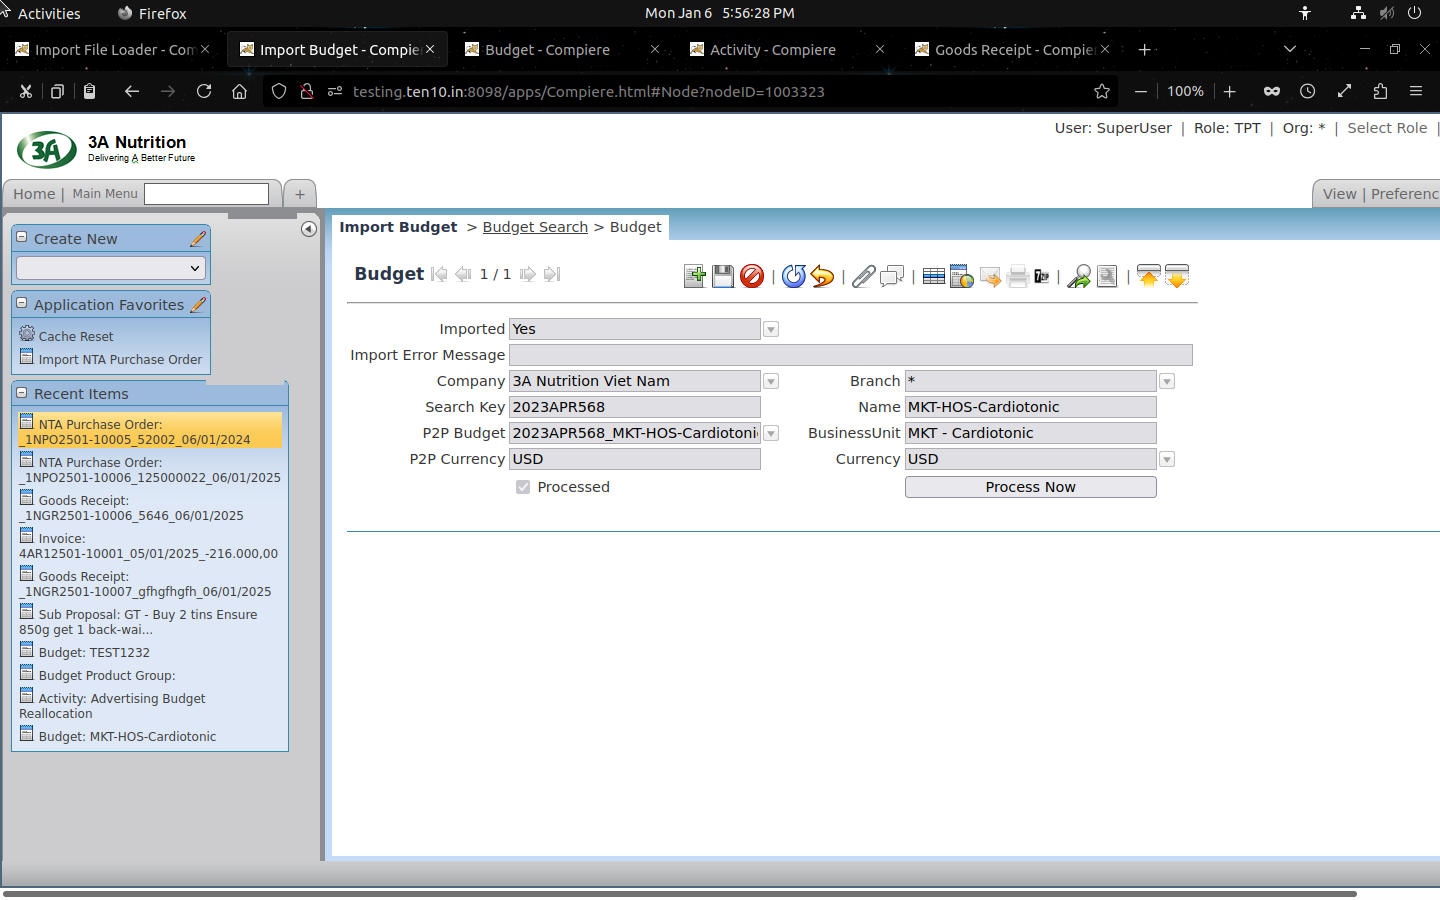 Activities
Firefox
Mon Jan 6 5:56:28 PM
Import File Loader - Com
Import Budget - Compie
Budget - Compiere
Activity - Compiere
Goods Receipt - Compie
testing.ten10.in:8098/apps/Compiere.html#Node?nodeID=1003323
100%
3A
3A Nutrition
Delivering A Better Future
User: SuperUser | Role: TPT | Org: * | Select Role |
Home | Main Menu
+
View | Preferenc
Create New
Application Favorites
Cache Reset
Import NTA Purchase Order
Recent Items
NTA Purchase Order:
_1NPO2501-10005_52002_06/01/2024
NTA Purchase Order:
_1NPO2501-10006_125000022_06/01/2025
Goods Receipt:
_1NGR2501-10006_5646_06/01/2025
Invoice:
4AR12501-10001_05/01/2025_-216.000,00
Goods Receipt:
_1NGR2501-10007_gfhgfhgfh_06/01/2025
Sub Proposal: GT - Buy 2 tins Ensure
850g get 1 back-wai...
Budget: TEST1232
Budget Product Group:
Activity: Advertising Budget
Reallocation
Budget: MKT-HOS-Cardiotonic
Import Budget > Budget Search > Budget
Budget
1 / 1
Imported Yes
Import Error Message
Company 3A Nutrition Viet Nam
Branch *
Search Key 2023APR568
Name MKT-HOS-Cardiotonic
P2P Budget 2023APR568_MKT-HOS-Cardiotoni
BusinessUnit MKT - Cardiotonic
P2P Currency USD
Currency USD
Processed
Process Now